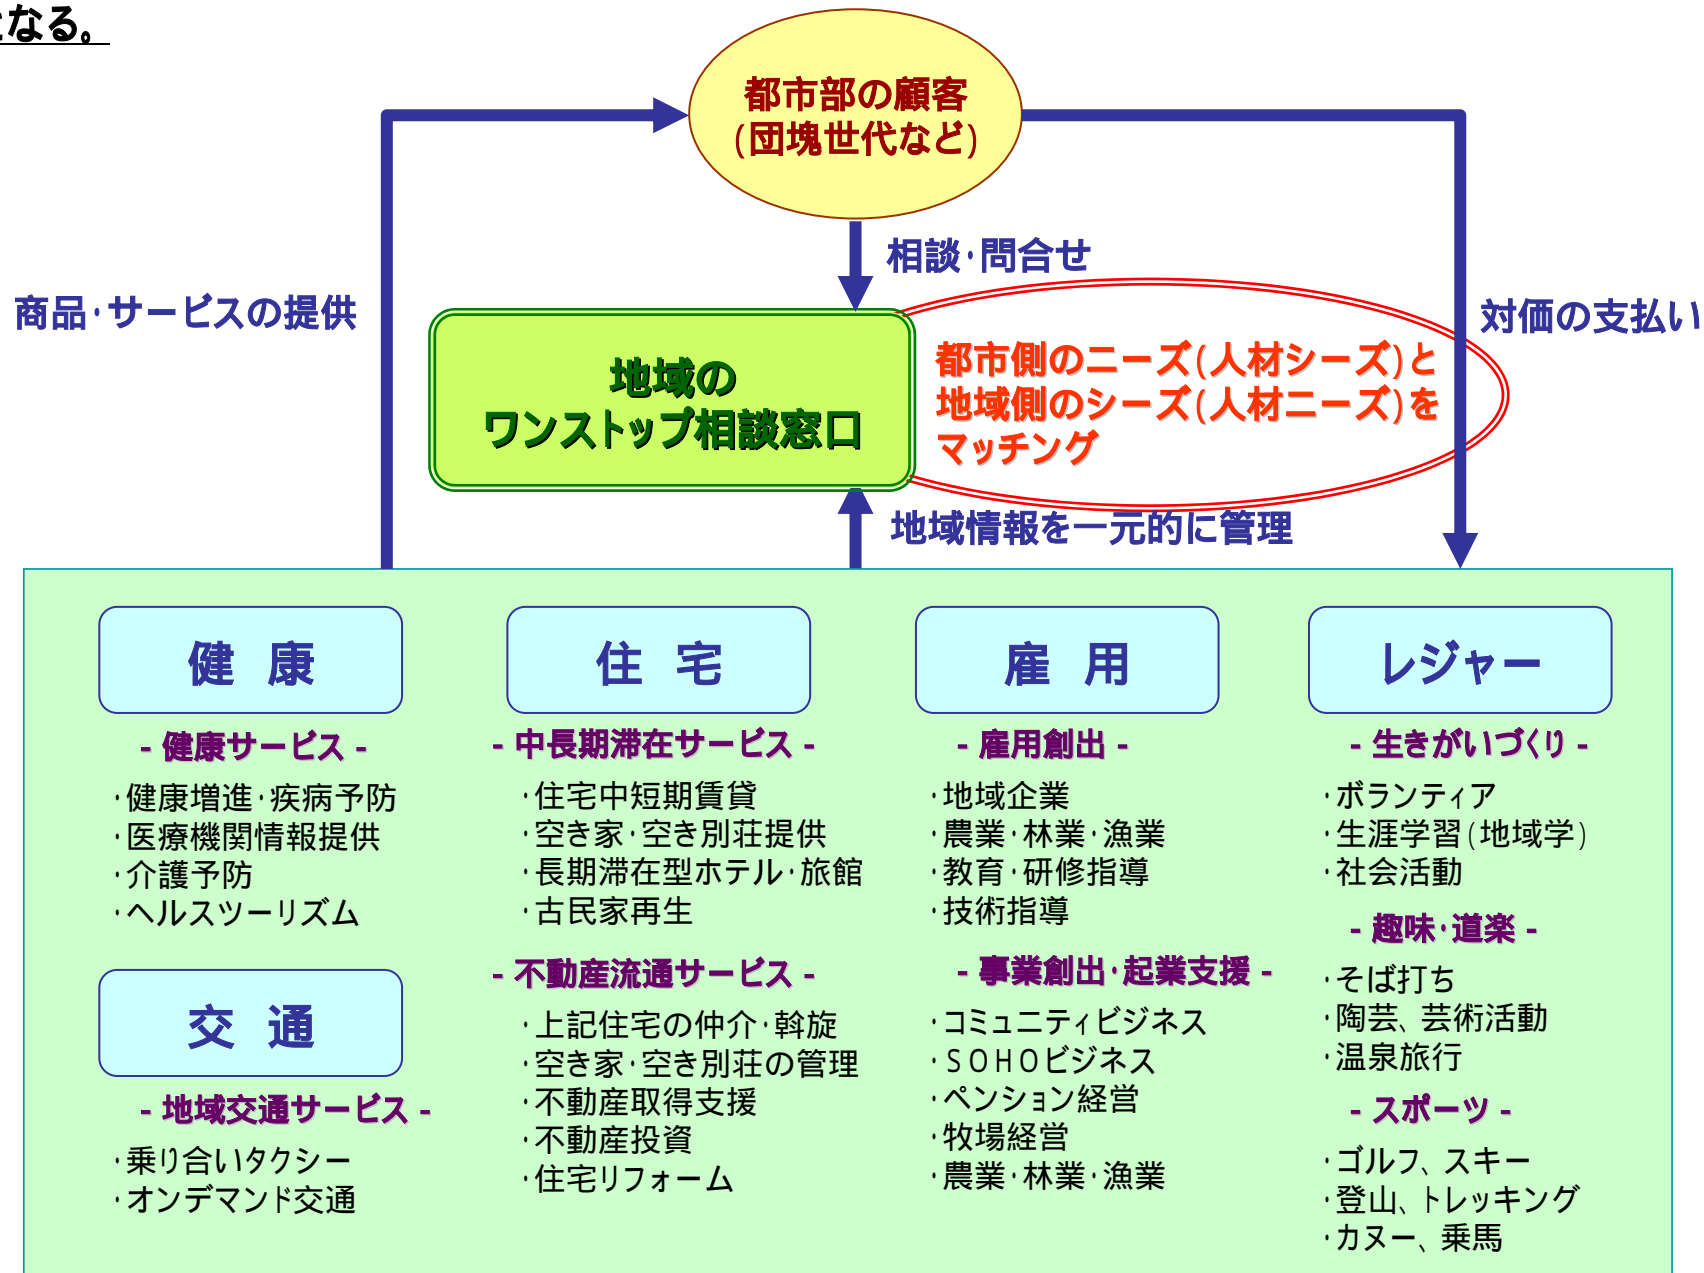 となる。
都市部の顧客
(団塊世代など)
相談・問合せ
商品・サービスの提供
対価の支払い
地域の
ワンストップ相談窓口
都市側のニーズ(人材シーズ)と
地域側のシーズ(人材ニーズ)を
マッチング
地域情報を一元的に管理
健 康
- 健康サービス -
・健康増進・疾病予防
・医療機関情報提供
・介護予防
・ヘルスツーリズム
交 通
- 地域交通サービス -
・乗り合いタクシー
・オンデマンド交通
住 宅
- 中長期滞在サービス -
・住宅中短期賃貸
・空き家・空き別荘提供
・長期滞在型ホテル・旅館
・古民家再生
- 不動産流通サービス -
・上記住宅の仲介・斡旋
・空き家・空き別荘の管理
・不動産取得支援
・不動産投資
・住宅リフォーム
雇 用
- 雇用創出 -
・地域企業
・農業・林業・漁業
・教育・研修指導
・技術指導
- 事業創出・起業支援 -
・コミュニティビジネス
・SOHOビジネス
・ペンション経営
・牧場経営
・農業・林業・漁業
レジャー
- 生きがいづくり -
・ボランティア
・生涯学習(地域学)
・社会活動
- 趣味・道楽 -
・そば打ち
・陶芸、芸術活動
・温泉旅行
- スポーツ -
・ゴルフ、スキー
・登山、トレッキング
・カヌー、乗馬